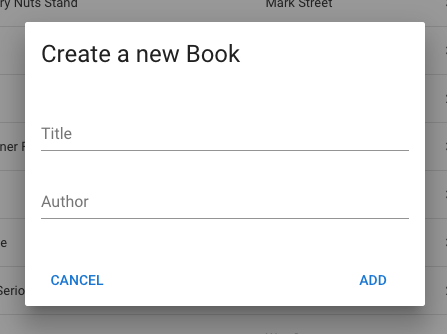 ry Nuts Stand Mark Street
Create a new Book
Title
ner
Author
e
Serio
CANCEL ADD